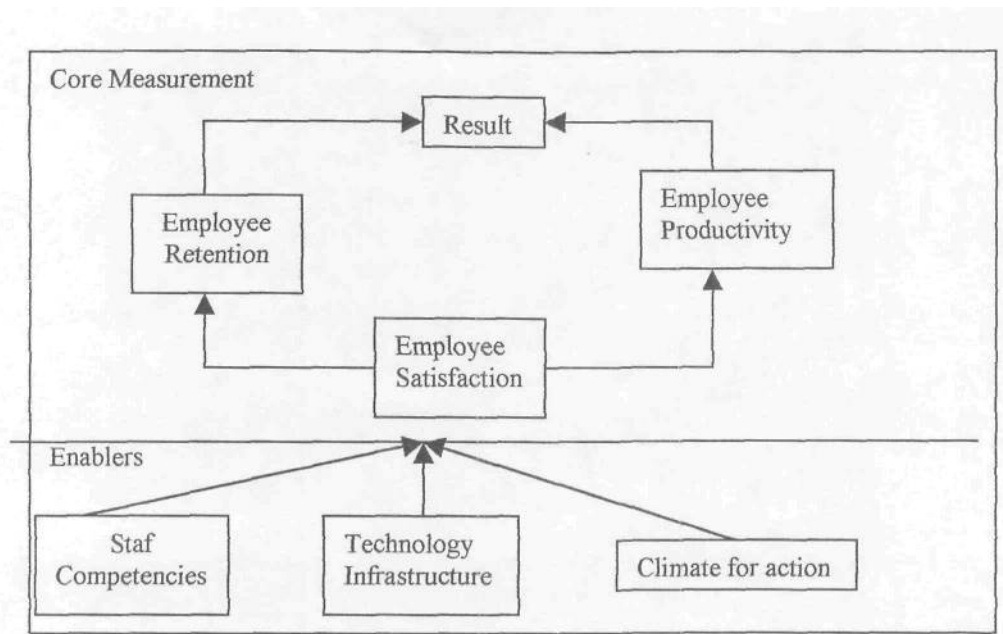 Core Measurement
Result
Employee
Retention
Employee
Productivity
Employee
Satisfaction
Enablers
Staf
Competencies
Technology
Infrastructure
Climate for action